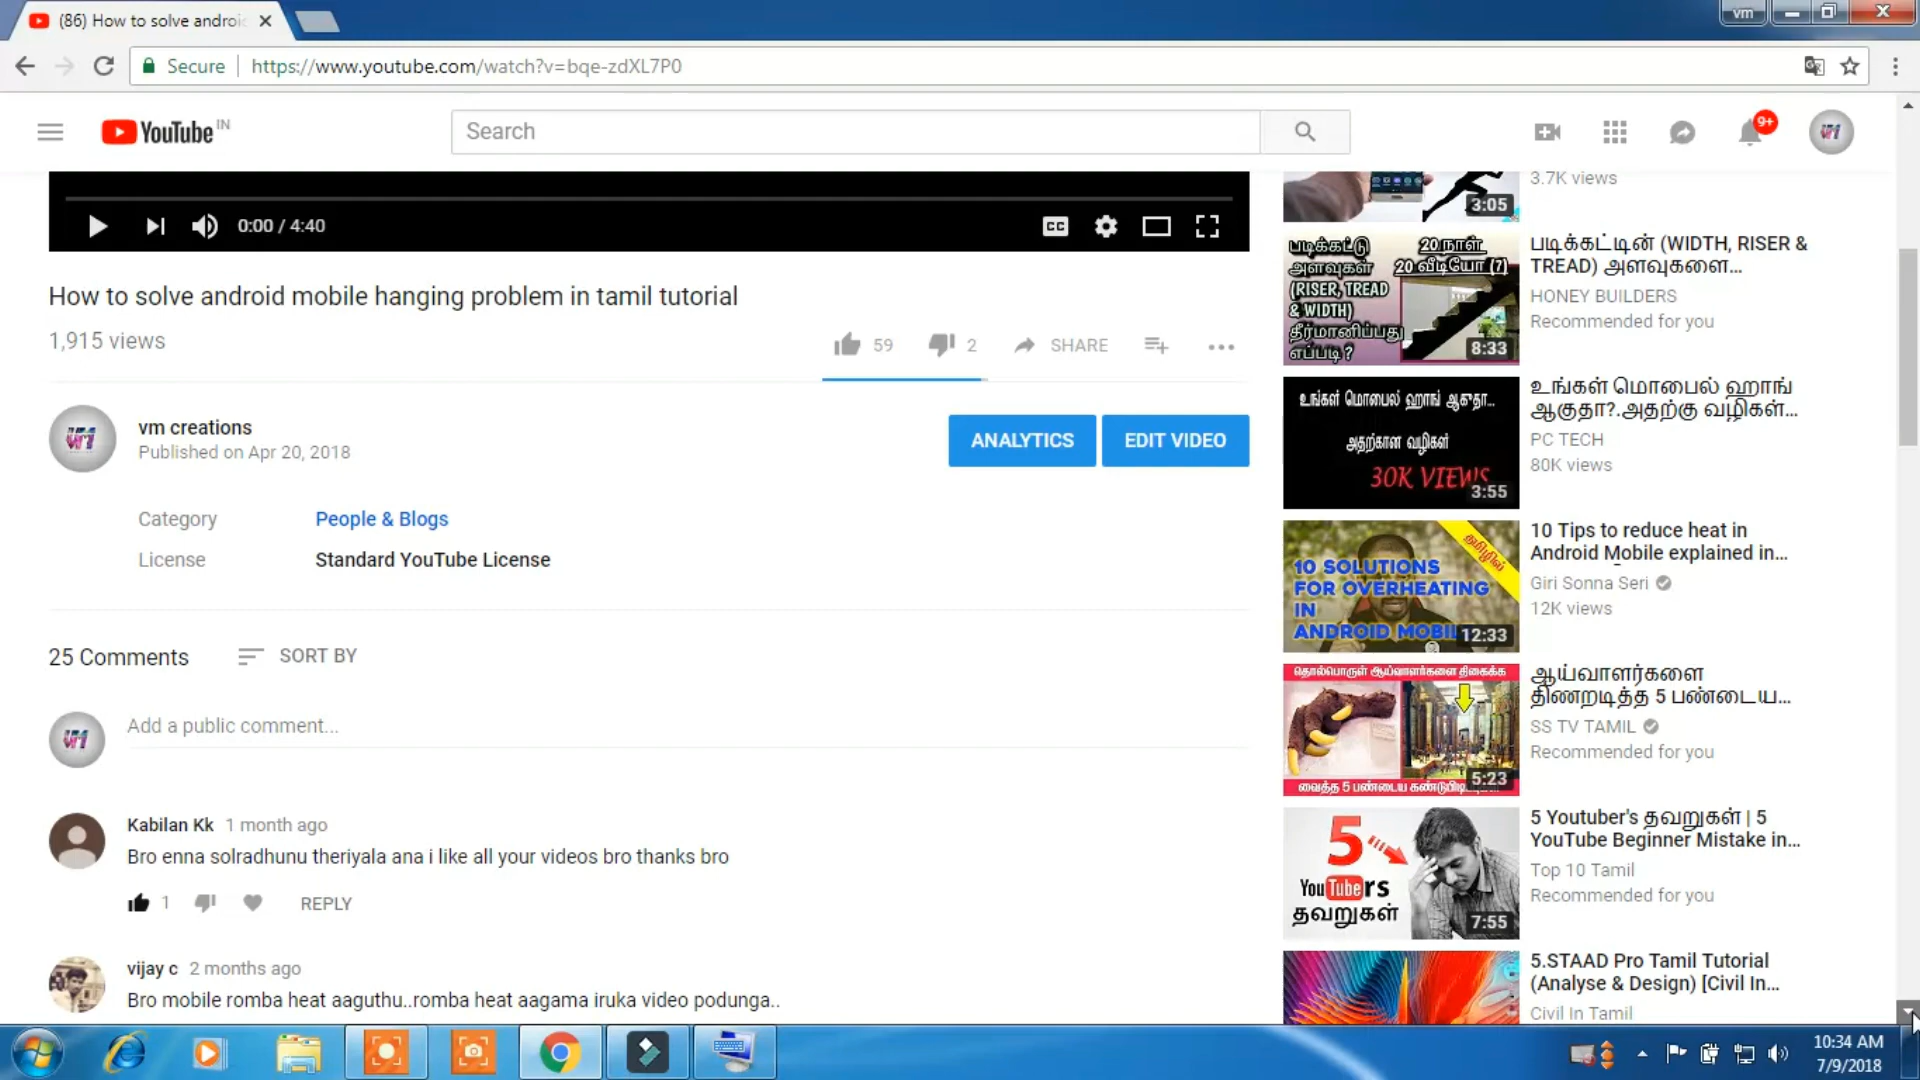 (86) How to solve androi
vm
Secure
https://www.youtube.com/watch?v=bqe-zdXL7P0
YouTube IN
Search
9+
0:00 / 4:40
CC
How to solve android mobile hanging problem in tamil tutorial
1,915 views
59
2
SHARE
vm creations
Published on Apr 20, 2018
ANALYTICS
EDIT VIDEO
Category
People & Blogs
License
Standard YouTube License
25 Comments
SORT BY
Add a public comment...
Kabilan Kk 1 month ago
Bro enna solradhunu theriyala ana i like all your videos bro thanks bro
1
REPLY
vijay c 2 months ago
Bro mobile romba heat aaguthu..romba heat aagama iruka video podunga..
3:05
3.7K views
படிக்கட்டு
அளவுகள்
(RISER, TREAD
& WIDTH)
தீர்மானிப்பது
எப்படி ?
20 நாள்
20 வீடியோ (7)
8:33
படிக்கட்டின் (WIDTH, RISER &
TREAD) அளவுகளை...
HONEY BUILDERS
Recommended for you
உங்கள் மொபைல் ஹாங் ஆகுதா...
அதற்கான வழிகள்
30K VIEWS
3:55
உங்கள் மொபைல் ஹாங்
ஆகுதா?.அதற்கு வழிகள்...
PC TECH
80K views
தமிழில்
10 SOLUTIONS
FOR OVERHEATING
IN
ANDROID MOBIL
12:33
10 Tips to reduce heat in
Android Mobile explained in...
Giri Sonna Seri
12K views
தொல்பொருள் ஆய்வாளர்களை திகைக்க
வைத்த 5 பண்டைய
5:23
ஆய்வாளர்களை
திணறடித்த 5 பண்டைய...
SS TV TAMIL
Recommended for you
5
YouTubers
தவறுகள்
7:55
5 Youtuber's தவறுகள் | 5
YouTube Beginner Mistake in...
Top 10 Tamil
Recommended for you
5.STAAD Pro Tamil Tutorial
(Analyse & Design) [Civil In...
Civil In Tamil
10:34 AM
7/9/2018